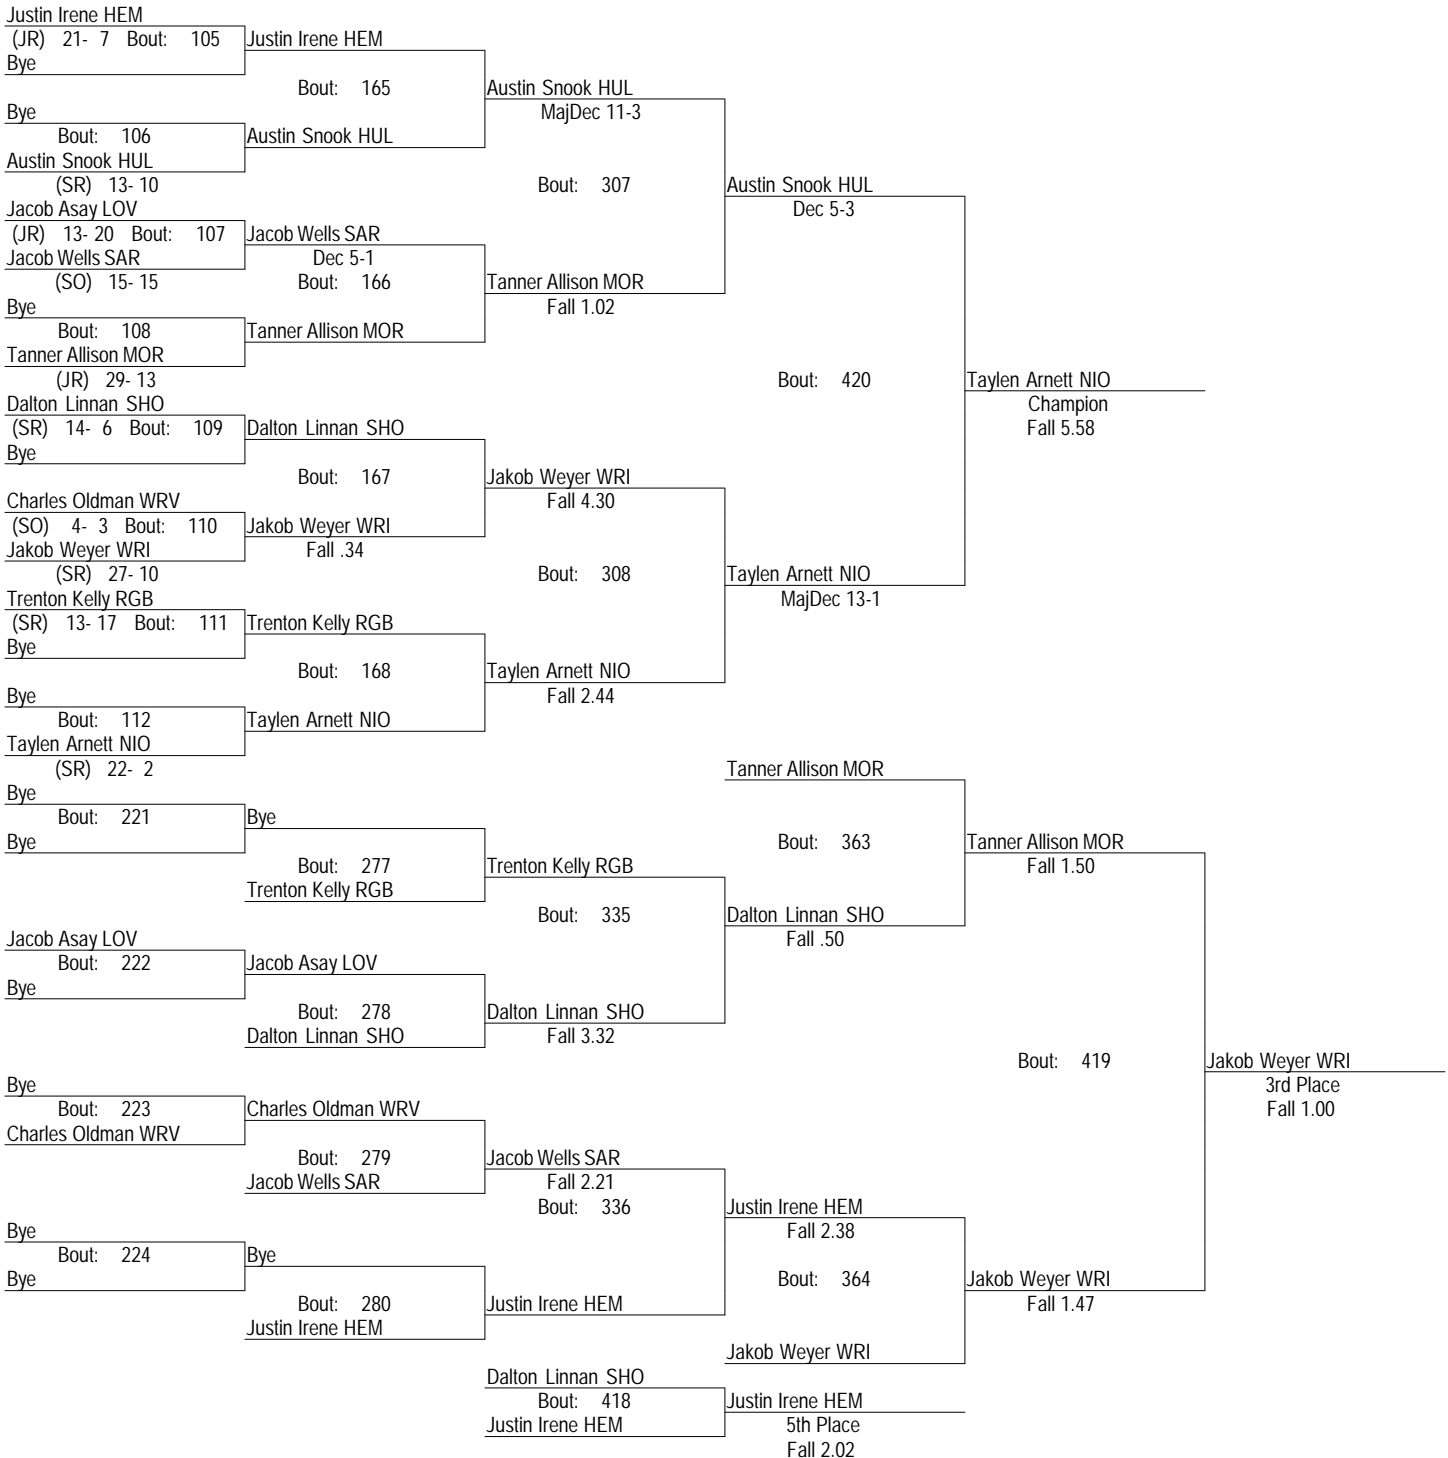 Justin Irene HEM
(JR) 21- 7 Bout: 105 Justin Irene HEM
Bye
Bout: 165 Austin Snook HUL
Bye MajDec 11-3
Bout: 106 Austin Snook HUL
Austin Snook HUL
(SR) 13- 10 Bout: 307 Austin Snook HUL
Jacob Asay LOV Dec 5-3
(JR) 13- 20 Bout: 107 Jacob Wells SAR
Jacob Wells SAR Dec 5-1
(SO) 15- 15 Bout: 166 Tanner Allison MOR
Bye Fall 1.02
Bout: 108 Tanner Allison MOR
Tanner Allison MOR
(JR) 29- 13 Bout: 420 Taylen Arnett NIO
Dalton Linnan SHO Champion
(SR) 14- 6 Bout: 109 Dalton Linnan SHO Fall 5.58
Bye
Bout: 167 Jakob Weyer WRI
Charles Oldman WRV Fall 4.30
(SO) 4- 3 Bout: 110 Jakob Weyer WRI
Jakob Weyer WRI Fall .34
(SR) 27- 10 Bout: 308 Taylen Arnett NIO
Trenton Kelly RGB MajDec 13-1
(SR) 13- 17 Bout: 111 Trenton Kelly RGB
Bye
Bout: 168 Taylen Arnett NIO
Bye Fall 2.44
Bout: 112 Taylen Arnett NIO
Taylen Arnett NIO
(SR) 22- 2 Tanner Allison MOR
Bye
Bout: 221 Bye
Bye Bout: 363 Tanner Allison MOR
Bout: 277 Trenton Kelly RGB Fall 1.50
Trenton Kelly RGB
Bout: 335 Dalton Linnan SHO
Jacob Asay LOV Fall .50
Bout: 222 Jacob Asay LOV
Bye
Bout: 278 Dalton Linnan SHO
Dalton Linnan SHO Fall 3.32
Bout: 419 Jakob Weyer WRI
Bye 3rd Place
Bout: 223 Charles Oldman WRV Fall 1.00
Charles Oldman WRV
Bout: 279 Jacob Wells SAR
Jacob Wells SAR Fall 2.21
Bout: 336 Justin Irene HEM
Bye Fall 2.38
Bout: 224 Bye
Bye Bout: 364 Jakob Weyer WRI
Bout: 280 Justin Irene HEM Fall 1.47
Justin Irene HEM
Jakob Weyer WRI
Dalton Linnan SHO
Bout: 418 Justin Irene HEM
Justin Irene HEM 5th Place
Fall 2.02